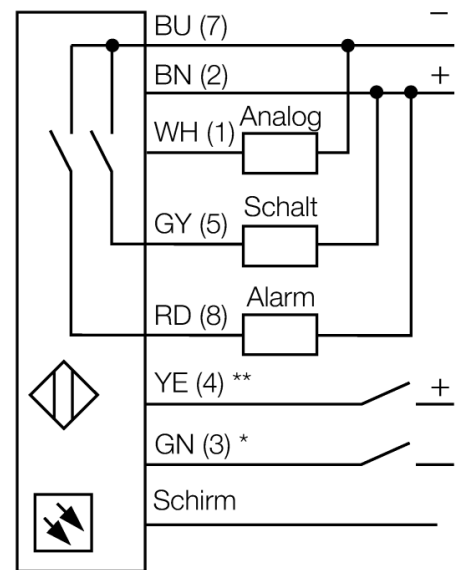 BU (7) −
BN (2) +
WH (1) Analog
GY (5) Schalt
RD (8) Alarm
YE (4) ** +
GN (3) *
Schirm